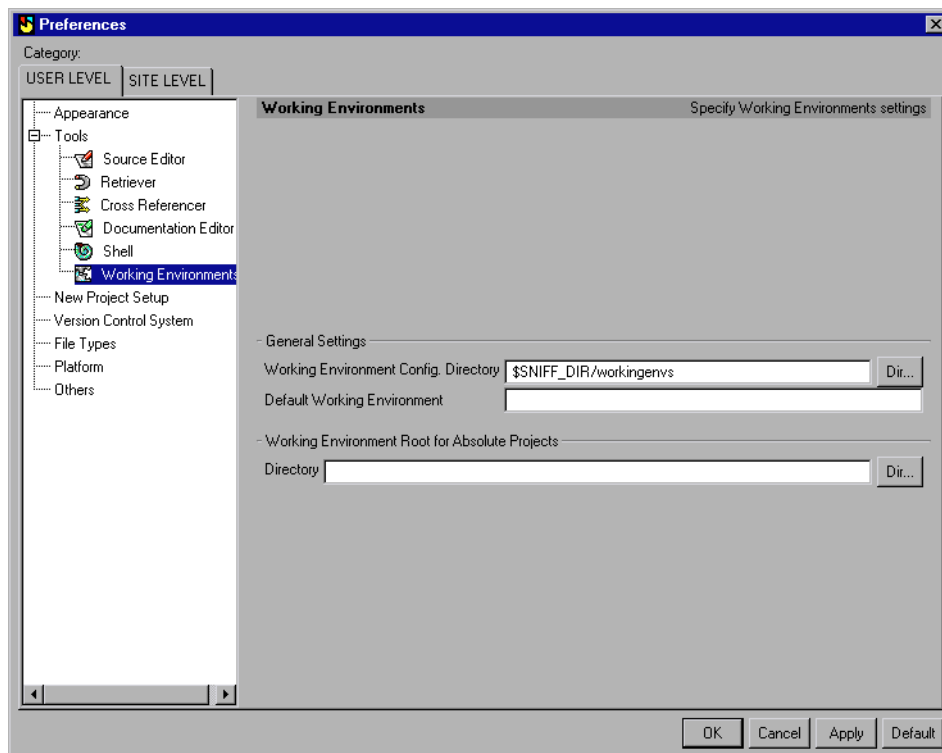 Preferences
Category:
USER LEVEL SITE LEVEL
Appearance
Tools
Source Editor
Retriever
Cross Referencer
Documentation Editor
Shell
Working Environments
New Project Setup
Version Control System
File Types
Platform
Others
Working Environments Specify Working Environments settings
General Settings
Working Environment Config. Directory $SNIFF_DIR/workingenvs Dir...
Default Working Environment
Working Environment Root for Absolute Projects
Directory Dir...
OK Cancel Apply Default